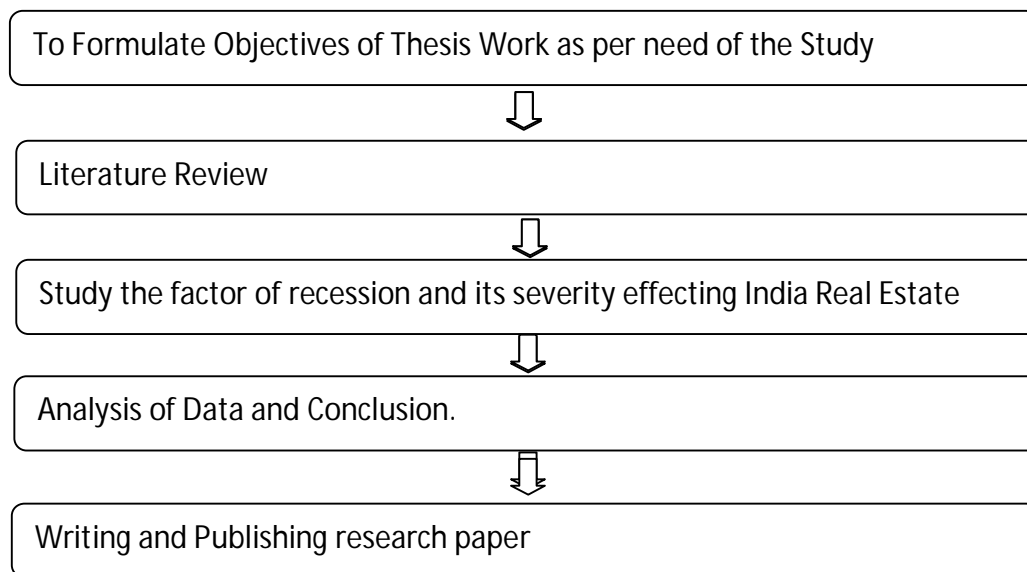 To Formulate Objectives of Thesis Work as per need of the Study
Literature Review
Study the factor of recession and its severity effecting India Real Estate
Analysis of Data and Conclusion.
Writing and Publishing research paper